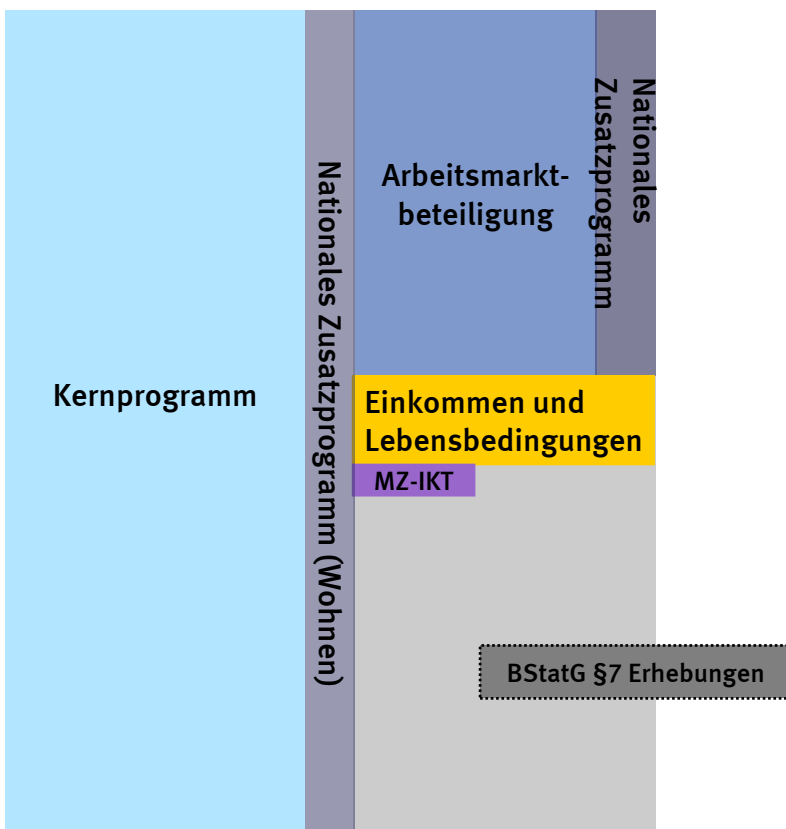 Kernprogramm
Nationales Zusatzprogramm (Wohnen)
Arbeitsmarkt-
beteiligung
Nationales
Zusatzprogramm
Einkommen und
Lebensbedingungen
MZ-IKT
BStatG §7 Erhebungen